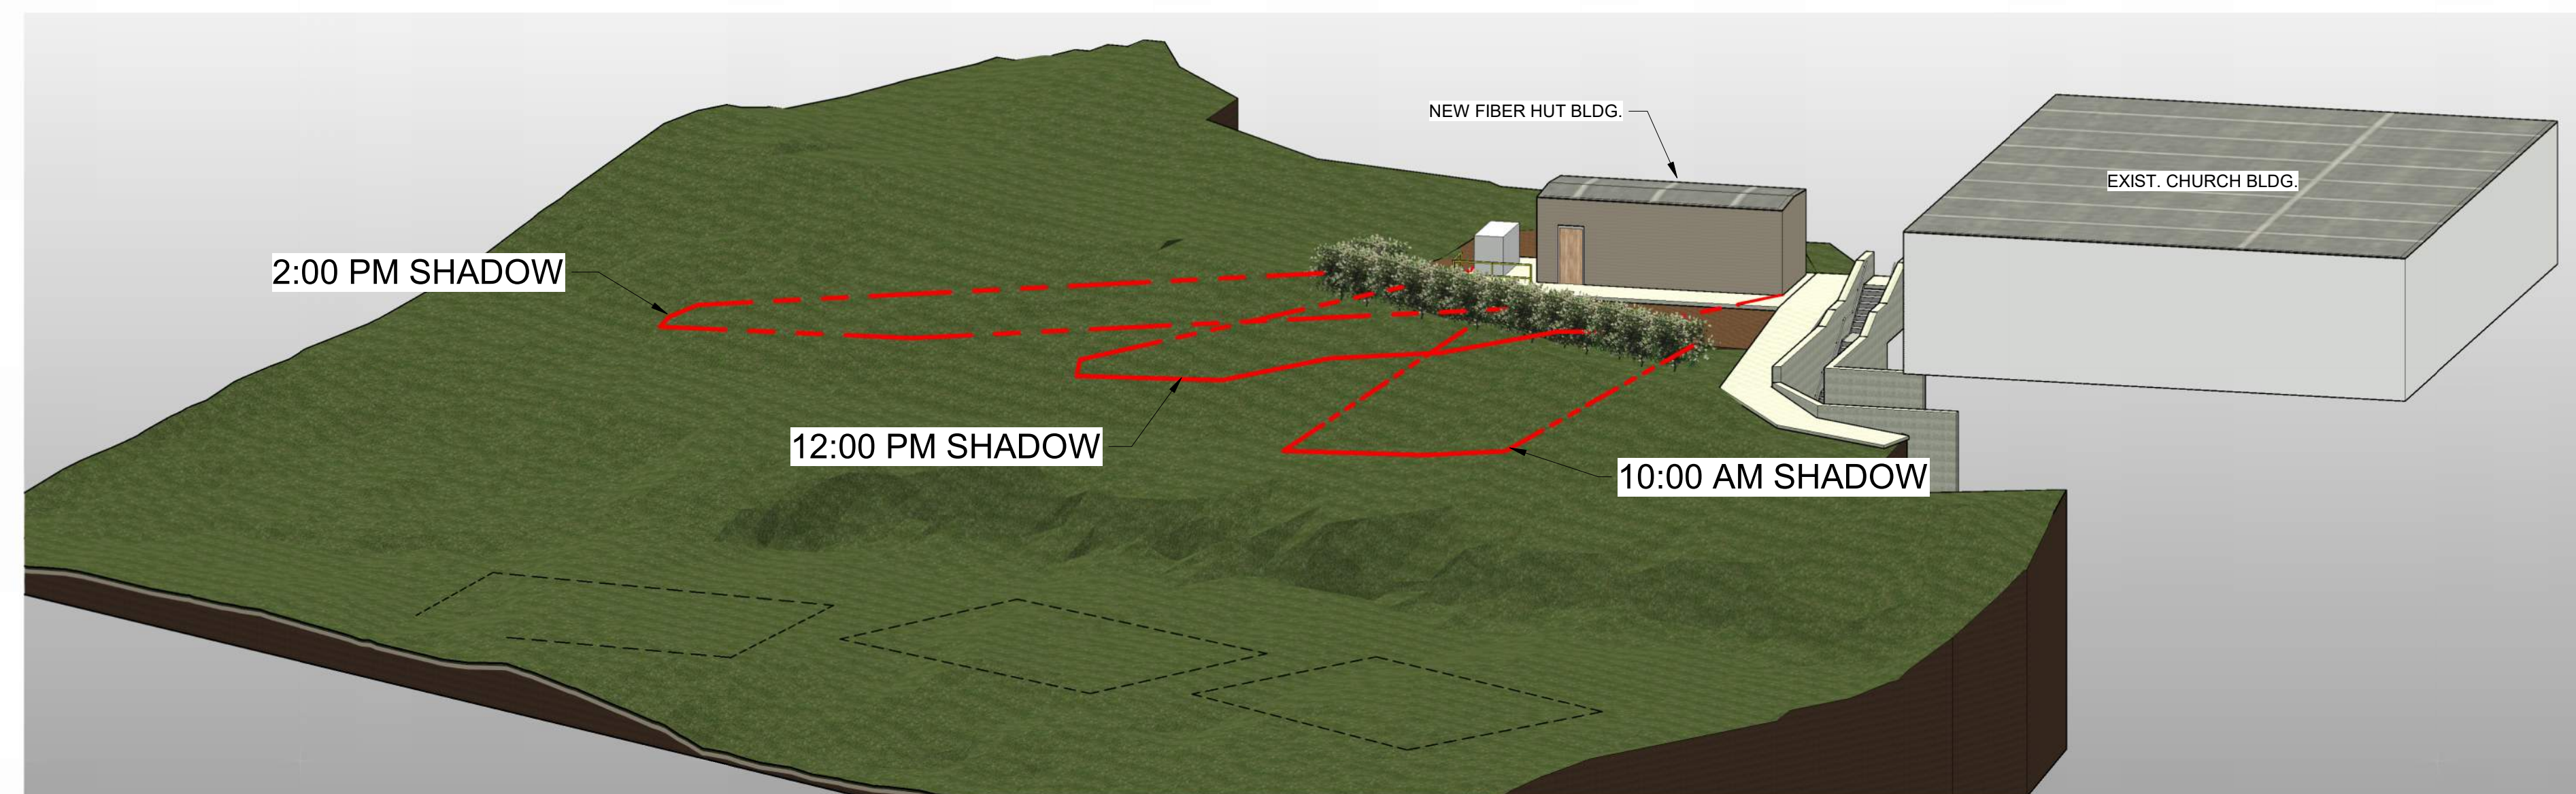 NEW FIBER HUT BLDG.
EXIST. CHURCH BLDG.
2:00 PM SHADOW
12:00 PM SHADOW
10:00 AM SHADOW